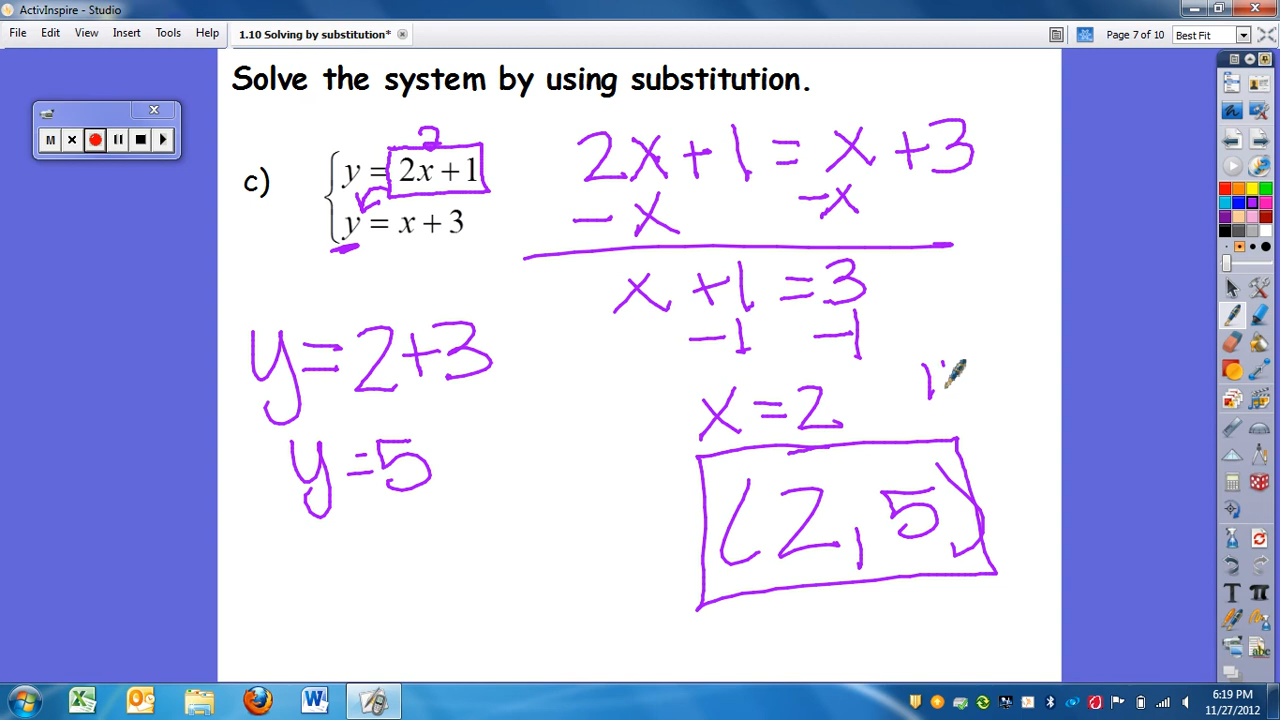 ActivInspire - Studio
File Edit View Insert Tools Help
1.10 Solving by substitution*
Page 7 of 10
Best Fit
M
Solve the system by using substitution.
c)
2
y = 2x + 1
y = x + 3
2x + 1 = x + 3
- x - x
x + 1 = 3
- 1 - 1
x = 2
(2, 5)
y = 2 + 3
y = 5
6:19 PM
11/27/2012